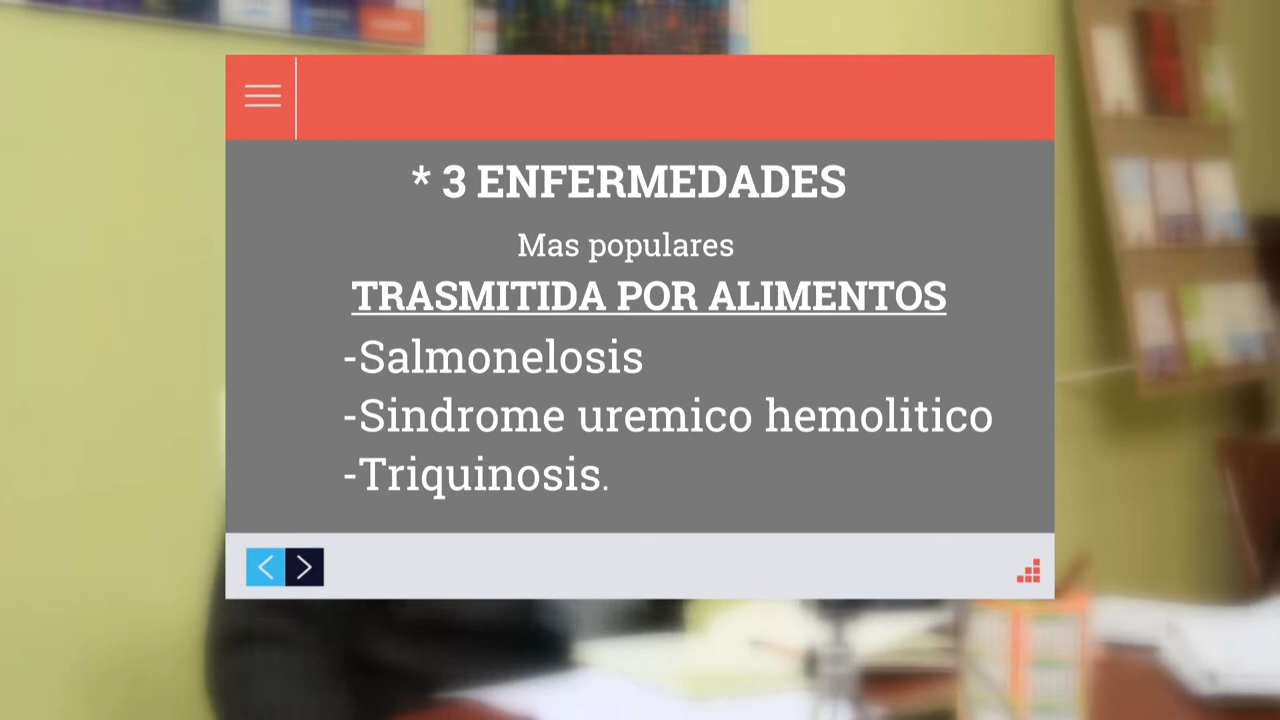 * 3 ENFERMEDADES
Mas populares
TRASMITIDA POR ALIMENTOS
-Salmonelosis
-Sindrome uremico hemolitico
-Triquinosis.